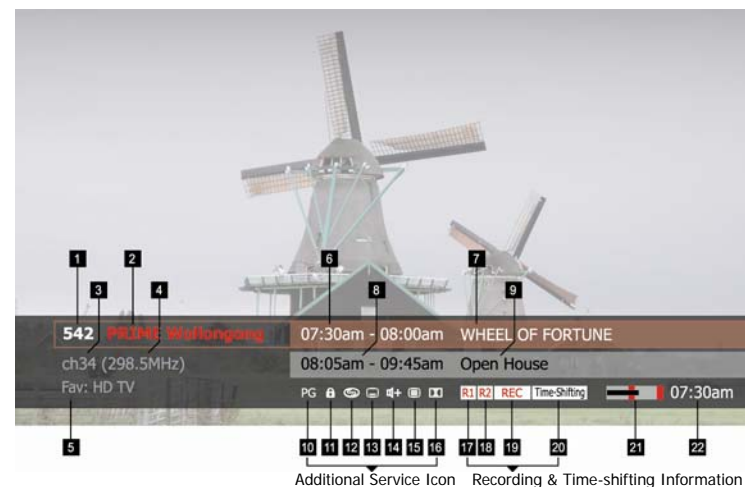 1 2 6 7
3 4 8 9
542 PRIME Wollongong 07:30am - 08:00am WHEEL OF FORTUNE
ch34 (298.5MHz) 08:05am - 09:45am Open House
Fav: HD TV PG R1 R2 REC Time-Shifting 07:30am
5 10 11 12 13 14 15 16 17 18 19 20 21 22
Additional Service Icon Recording & Time-shifting Information